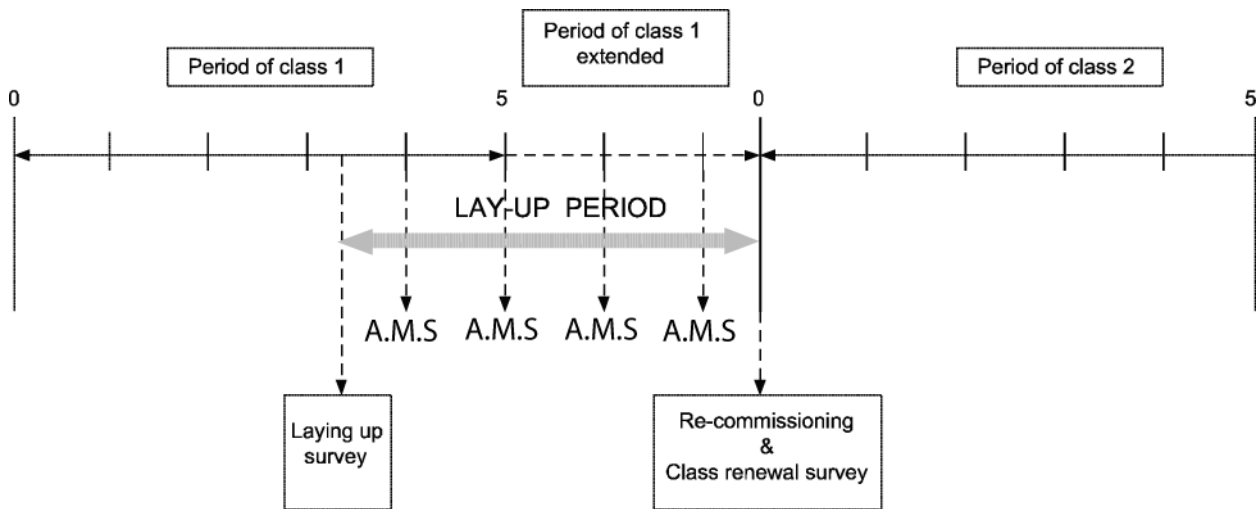 Period of class 1
Period of class 1
extended
Period of class 2
0
5
0
5
LAY-UP PERIOD
A.M.S
A.M.S
A.M.S
A.M.S
Laying up
survey
Re-commissioning
&
Class renewal survey